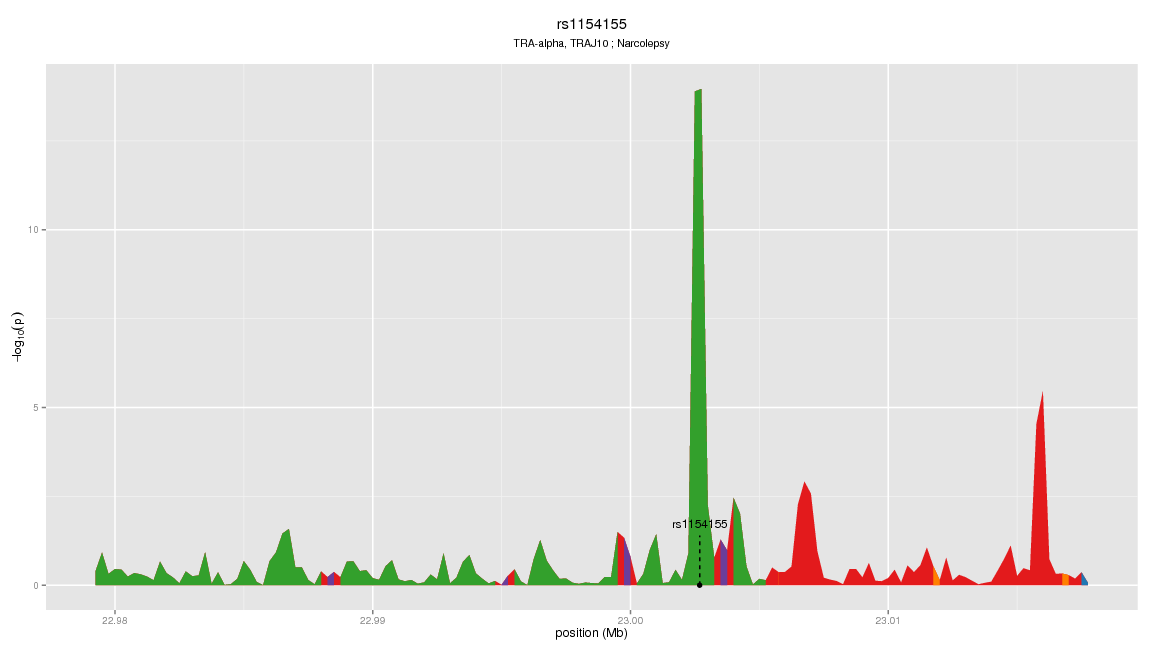 rs1154155
TRA-alpha, TRAJ10 ; Narcolepsy
−log10(p)
10
5
0
rs1154155
22.98
22.99
23.00
23.01
position (Mb)